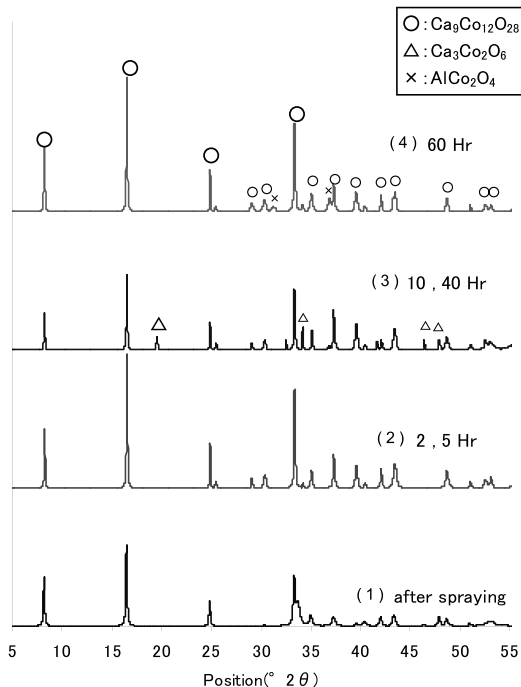 ○ : Ca₉Co₁₂O₂₈
△ : Ca₃Co₂O₆
× : AlCo₂O₄
(4) 60 Hr
(3) 10 , 40 Hr
(2) 2 , 5 Hr
(1) after spraying
5 10 15 20 25 30 35 40 45 50 55
Position(° 2θ)